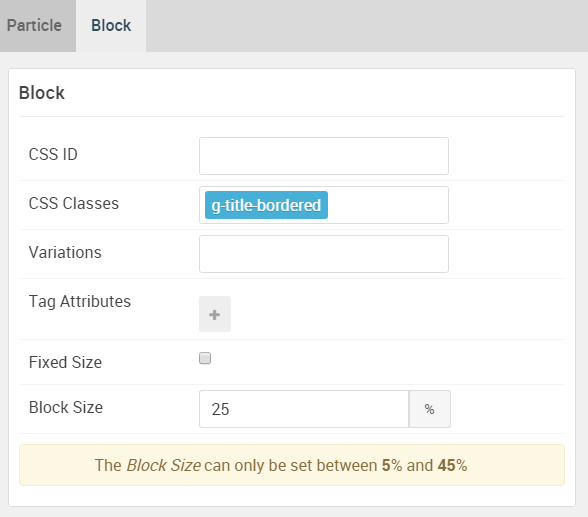 Particle Block
Block
CSS ID
CSS Classes g-title-bordered
Variations
Tag Attributes
+
Fixed Size
Block Size 25 %
The Block Size can only be set between 5% and 45%